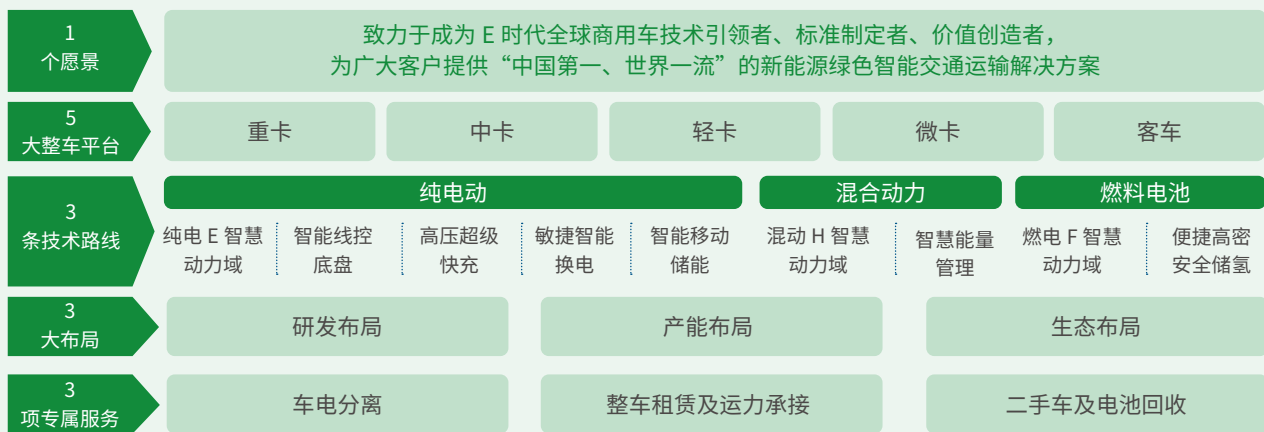 1
个愿景
致力于成为 E 时代全球商用车技术引领者、标准制定者、价值创造者，
为广大客户提供“中国第一、世界一流”的新能源绿色智能交通运输解决方案
5
大整车平台
重卡
中卡
轻卡
微卡
客车
3
条技术路线
纯电动
混合动力
燃料电池
纯电 E 智慧
动力域
智能线控
底盘
高压超级
快充
敏捷智能
换电
智能移动
储能
混动 H 智慧
动力域
智慧能量
管理
燃电 F 智慧
动力域
便捷高密
安全储氢
3
大布局
研发布局
产能布局
生态布局
3
项专属服务
车电分离
整车租赁及运力承接
二手车及电池回收